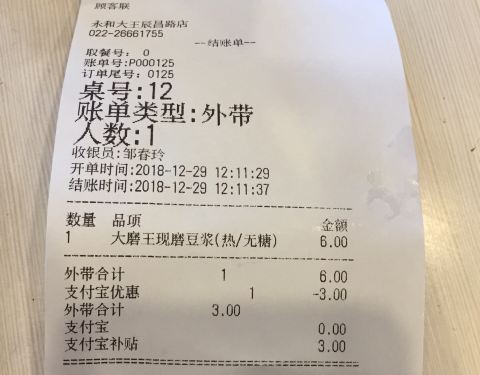 顾客联
永和大王辰昌路店
022-26661755
--结账单--
取餐号: 0
账单号:P000125
订单尾号: 0125
桌号:12
账单类型:外带
人数:1
收银员:邹春玲
开单时间:2018-12-29 12:11:29
结账时间:2018-12-29 12:11:37
数量 品项 金额
1 大磨王现磨豆浆(热/无糖) 6.00
外带合计 1 6.00
支付宝优惠 1 -3.00
外带合计 3.00
支付宝 0.00
支付宝补贴 3.00